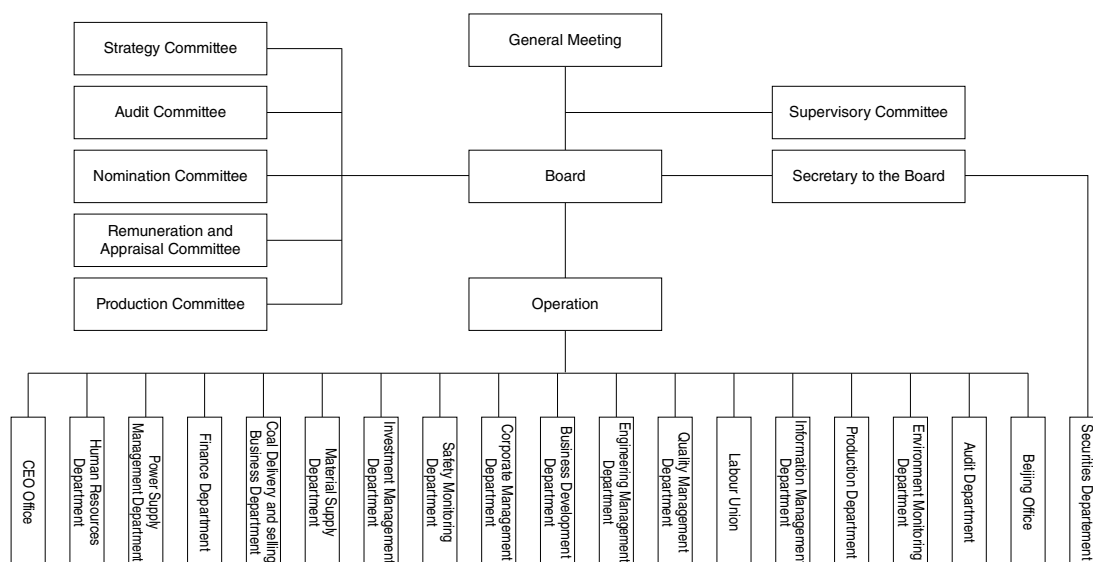 Strategy Committee
General Meeting
Audit Committee
Supervisory Committee
Nomination Committee
Board
Secretary to the Board
Remuneration and
Appraisal Committee
Production Committee
Operation
CEO Office
Human Resources
Department
Power Supply
Management Department
Finance Department
Coal Delivery and selling
Business Department
Material Supply
Department
Investment Management
Department
Safety Monitoring
Department
Corporate Management
Department
Business Development
Department
Engineering Management
Department
Quality Management
Department
Labour Union
Information Management
Department
Production Department
Environment Monitoring
Department
Audit Department
Beijing Office
Securities Departement